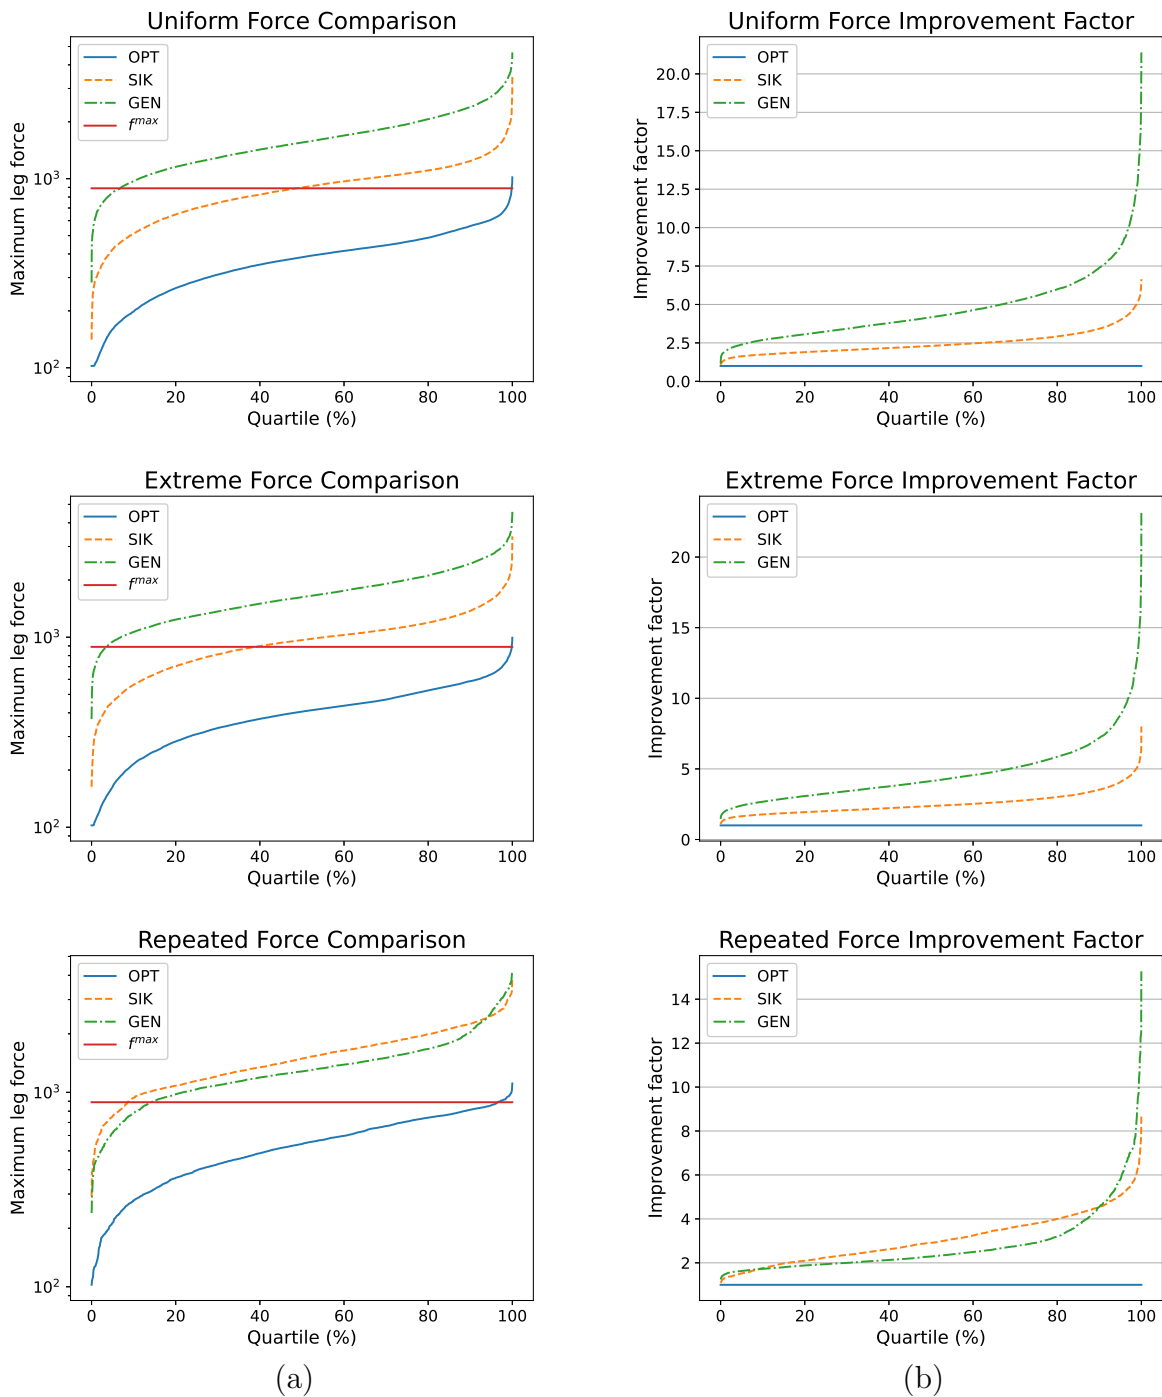 Uniform Force Comparison
OPT
SIK
GEN
f^max
10^3
10^2
Maximum leg force
0 20 40 60 80 100
Quartile (%)
Uniform Force Improvement Factor
OPT
SIK
GEN
20.0
17.5
15.0
12.5
10.0
7.5
5.0
2.5
0.0
Improvement factor
0 20 40 60 80 100
Quartile (%)
Extreme Force Comparison
OPT
SIK
GEN
f^max
10^3
10^2
Maximum leg force
0 20 40 60 80 100
Quartile (%)
Extreme Force Improvement Factor
OPT
SIK
GEN
20
15
10
5
0
Improvement factor
0 20 40 60 80 100
Quartile (%)
Repeated Force Comparison
OPT
SIK
GEN
f^max
10^3
10^2
Maximum leg force
0 20 40 60 80 100
Quartile (%)
Repeated Force Improvement Factor
OPT
SIK
GEN
14
12
10
8
6
4
2
Improvement factor
0 20 40 60 80 100
Quartile (%)
(a)
(b)